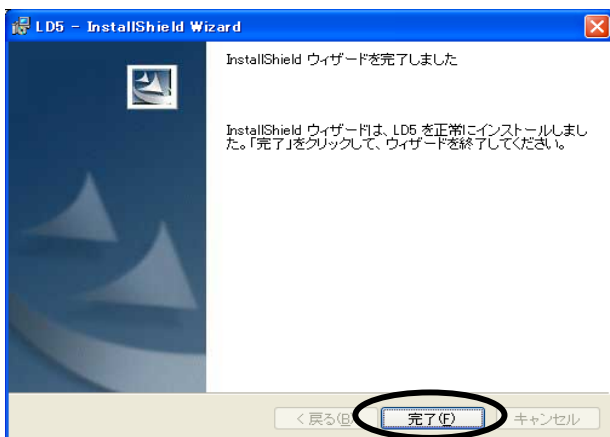 LD5 - InstallShield Wizard
InstallShield ウィザードを完了しました
InstallShield ウィザードは、LD5 を正常にインストールしまし
た。「完了」をクリックして、ウィザードを終了してください。
< 戻る(B) 完了(F) キャンセル